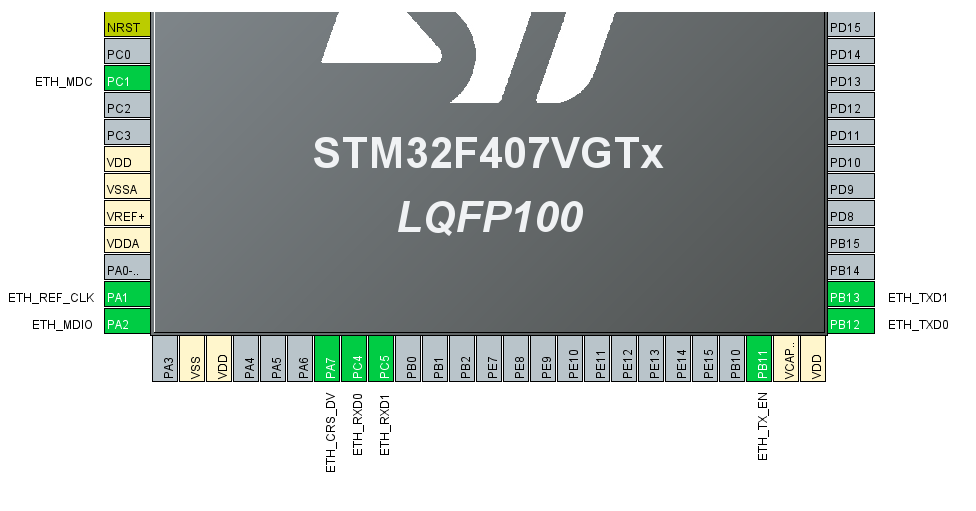 NRST
PD15
PC0
PD14
ETH_MDC
PC1
PD13
PC2
PD12
PC3
PD11
STM32F407VGTx
VDD
PD10
VSSA
PD9
VREF+
PD8
LQFP100
VDDA
PB15
PA0-..
PB14
ETH_REF_CLK
PA1
PB13
ETH_TXD1
ETH_MDIO
PA2
PB12
ETH_TXD0
PA3
VSS
VDD
PA4
PA5
PA6
PA7
PC4
PC5
PB0
PB1
PB2
PE7
PE8
PE9
PE10
PE11
PE12
PE13
PE14
PE15
PB10
PB11
VCAP..
VDD
ETH_CRS_DV
ETH_RXD0
ETH_RXD1
ETH_TX_EN